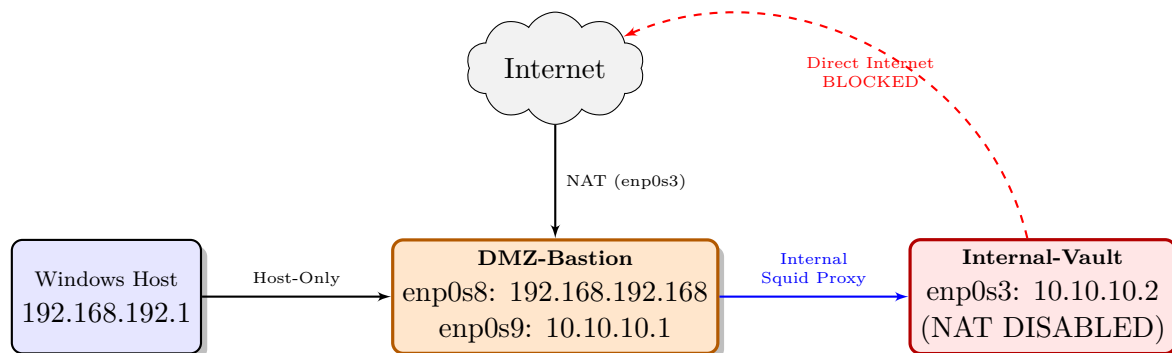 Internet
Direct Internet
BLOCKED
NAT (enp0s3)
Windows Host
192.168.192.1
Host-Only
DMZ-Bastion
enp0s8: 192.168.192.168
enp0s9: 10.10.10.1
Internal
Squid Proxy
Internal-Vault
enp0s3: 10.10.10.2
(NAT DISABLED)